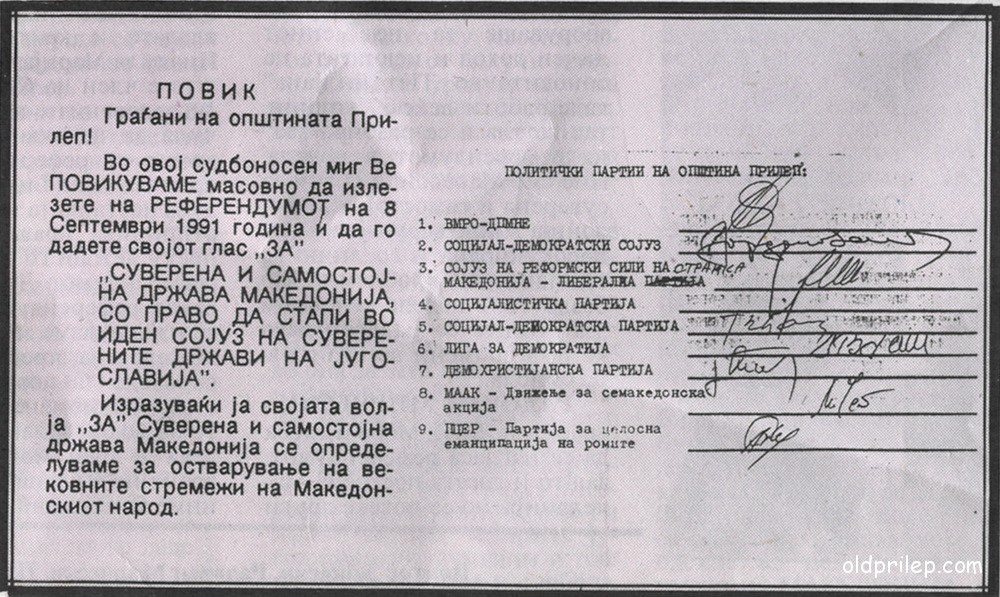 ПОВИК
Граѓани на општината При-
леп!
Во овој судбоносен миг Ве
ПОВИКУВАМЕ масовно да изле-
зете на РЕФЕРЕНДУМОТ на 8
Септември 1991 година и да го
дадете својот глас „ЗА"
„СУВЕРЕНА И САМОСТОЈ-
НА ДРЖАВА МАКЕДОНИЈА,
СО ПРАВО ДА СТАПИ ВО
ИДЕН СОЈУЗ НА СУВЕРЕ-
НИТЕ ДРЖАВИ НА ЈУГО-
СЛАВИЈА".
Изразувајќи ја својата вол-
ја „ЗА" Суверена и самостојна
држава Македонија се опреде-
луваме за остварување на ве-
ковните стремежи на Македон-
скиот народ.
ПОЛИТИЧКИ ПАРТИИ НА ОПШТИНА ПРИЛЕП:
1. ВМРО-ДПМНЕ
2. СОЦИЈАЛ-ДЕМОКРАТСКИ СОЈУЗ
3. СОЈУЗ НА РЕФОРМСКИ СИЛИ НА
МАКЕДОНИЈА - ЛИБЕРАЛНА ПАРТИЈА
4. СОЦИЈАЛИСТИЧКА ПАРТИЈА
5. СОЦИЈАЛ-ДЕМОКРАТСКА ПАРТИЈА
6. ЛИГА ЗА ДЕМОКРАТИЈА
7. ДЕМОХРИСТИЈАНСКА ПАРТИЈА
8. МААК - Движење за семакедонска
акција
9. ПЦЕР - Партија за целосна
еманципација на ромите
oldprilep.com